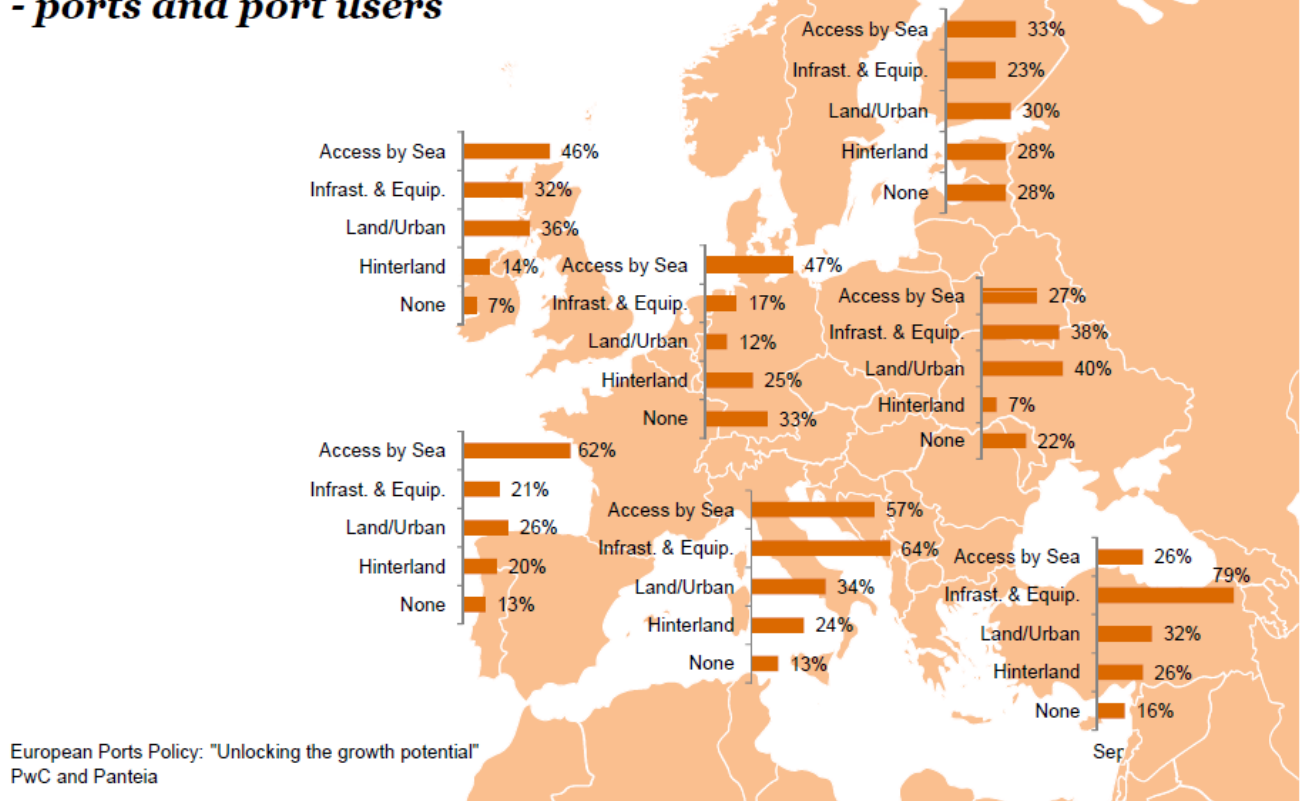 - ports and port users
Access by Sea 33%
Infrast. & Equip. 23%
Land/Urban 30%
Hinterland 28%
None 28%
Access by Sea 46%
Infrast. & Equip. 32%
Land/Urban 36%
Hinterland 14%
None 7%
Access by Sea 47%
Infrast. & Equip. 17%
Land/Urban 12%
Hinterland 25%
None 33%
Access by Sea 27%
Infrast. & Equip. 38%
Land/Urban 40%
Hinterland 7%
None 22%
Access by Sea 62%
Infrast. & Equip. 21%
Land/Urban 26%
Hinterland 20%
None 13%
Access by Sea 57%
Infrast. & Equip. 64%
Land/Urban 34%
Hinterland 24%
None 13%
Access by Sea 26%
Infrast. & Equip. 79%
Land/Urban 32%
Hinterland 26%
None 16%
European Ports Policy: "Unlocking the growth potential"
PwC and Panteia
Sep